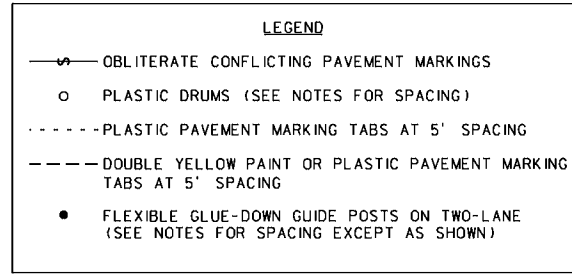 LEGEND
OBLITERATE CONFLICTING PAVEMENT MARKINGS
PLASTIC DRUMS (SEE NOTES FOR SPACING)
PLASTIC PAVEMENT MARKING TABS AT 5' SPACING
DOUBLE YELLOW PAINT OR PLASTIC PAVEMENT MARKING
TABS AT 5' SPACING
FLEXIBLE GLUE-DOWN GUIDE POSTS ON TWO-LANE
(SEE NOTES FOR SPACING EXCEPT AS SHOWN)